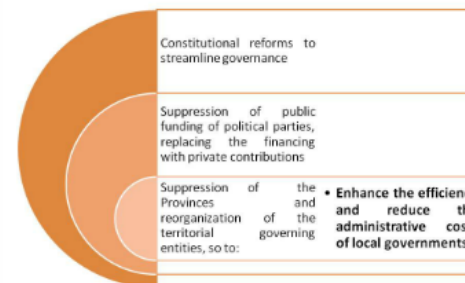 Constitutional reforms to
streamline governance
Suppression of public
funding of political parties,
replacing the financing
with private contributions
Suppression of the
Provinces and
reorganization of the
territorial governing
entities, so to:
• Enhance the
and reduce
administrative
of local governments